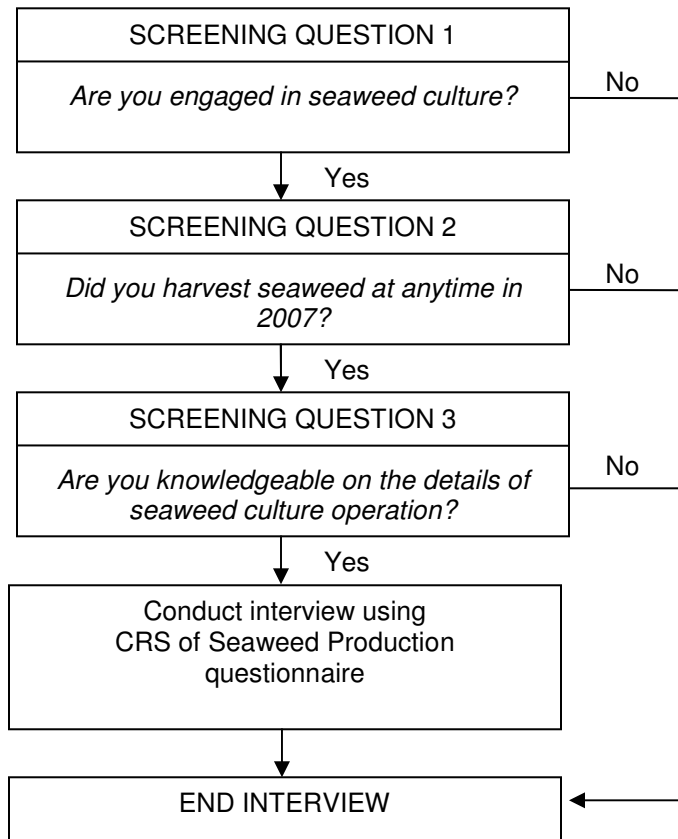 SCREENING QUESTION 1
Are you engaged in seaweed culture?
No
Yes
SCREENING QUESTION 2
Did you harvest seaweed at anytime in
2007?
No
Yes
SCREENING QUESTION 3
Are you knowledgeable on the details of
seaweed culture operation?
No
Yes
Conduct interview using
CRS of Seaweed Production
questionnaire
END INTERVIEW